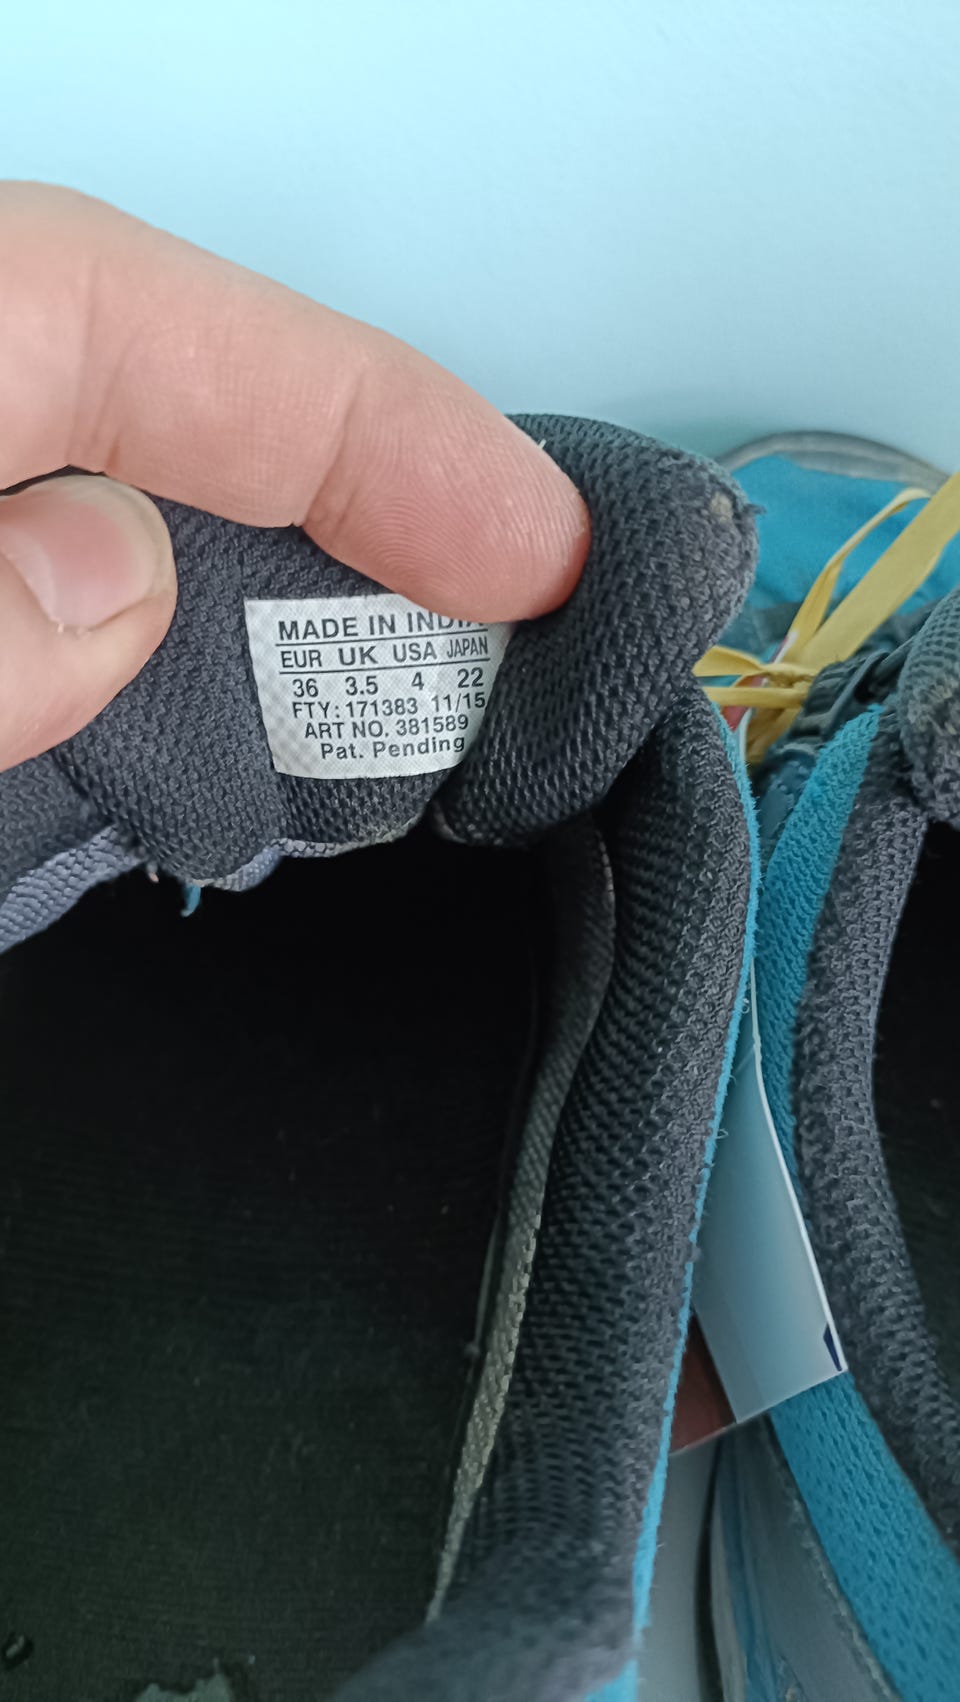 MADE IN INDIA
EUR UK USA JAPAN
36 3.5 4 22
FTY: 171383 11/15
ART NO. 381589
Pat. Pending